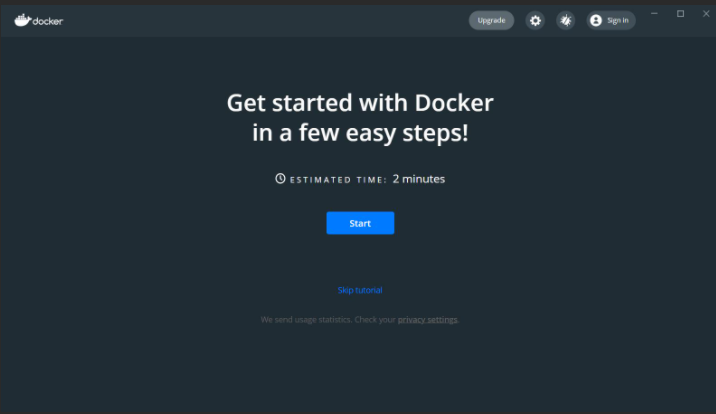 docker
Upgrade
Sign in
Get started with Docker
in a few easy steps!
ESTIMATED TIME: 2 minutes
Start
Skip tutorial
We send usage statistics. Check your privacy settings.